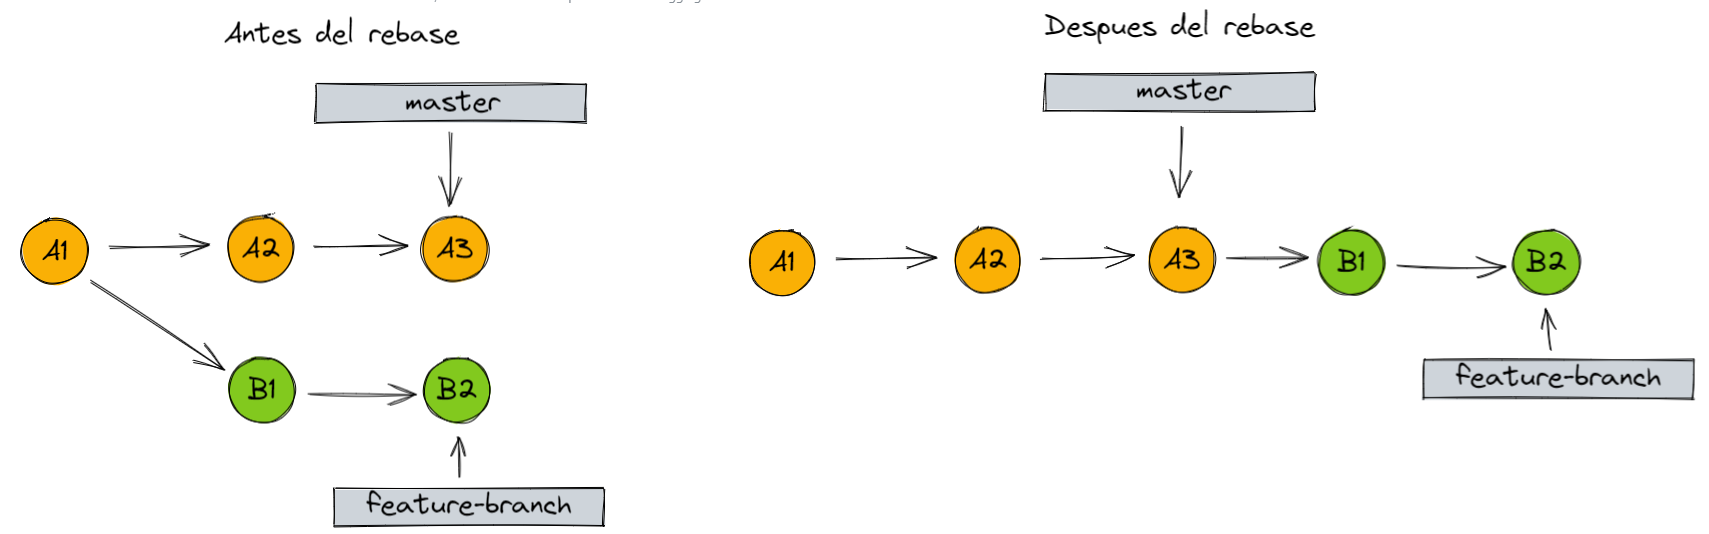 Antes del rebase
master
A1
A2
A3
B1
B2
feature-branch
Despues del rebase
master
A1
A2
A3
B1
B2
feature-branch